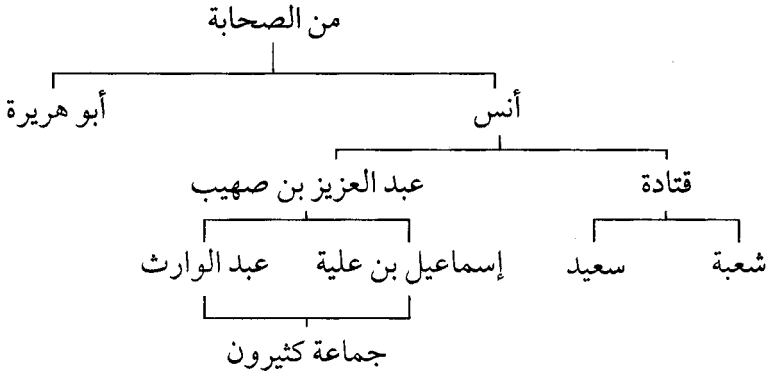 من الصحابة
أنس أبو هريرة
قتادة عبد العزيز بن صهيب
شعبة سعيد إسماعيل بن علية عبد الوارث
جماعة كثيرون